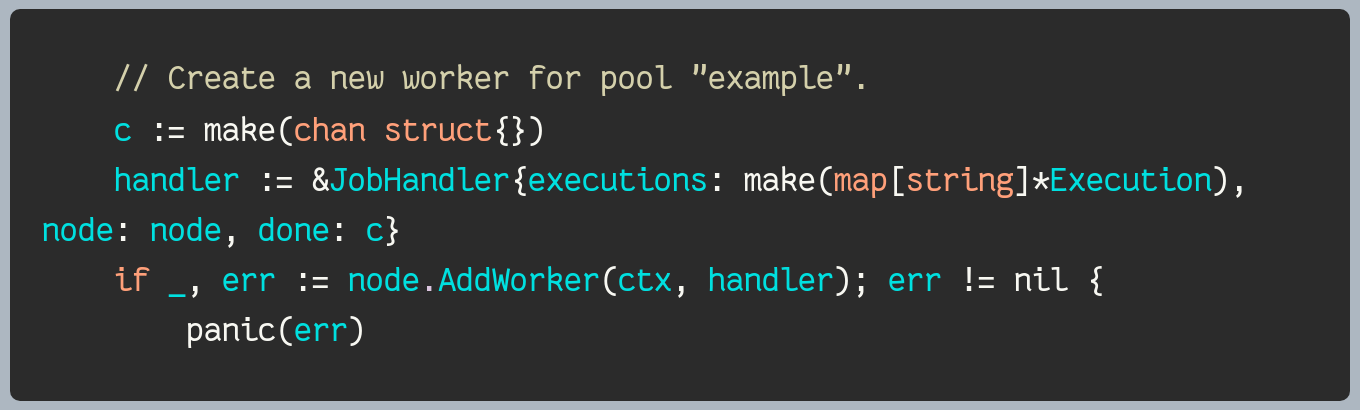 // Create a new worker for pool "example".
c := make(chan struct{})
handler := &JobHandler{executions: make(map[string]*Execution),
node: node, done: c}
if _, err := node.AddWorker(ctx, handler); err != nil {
panic(err)